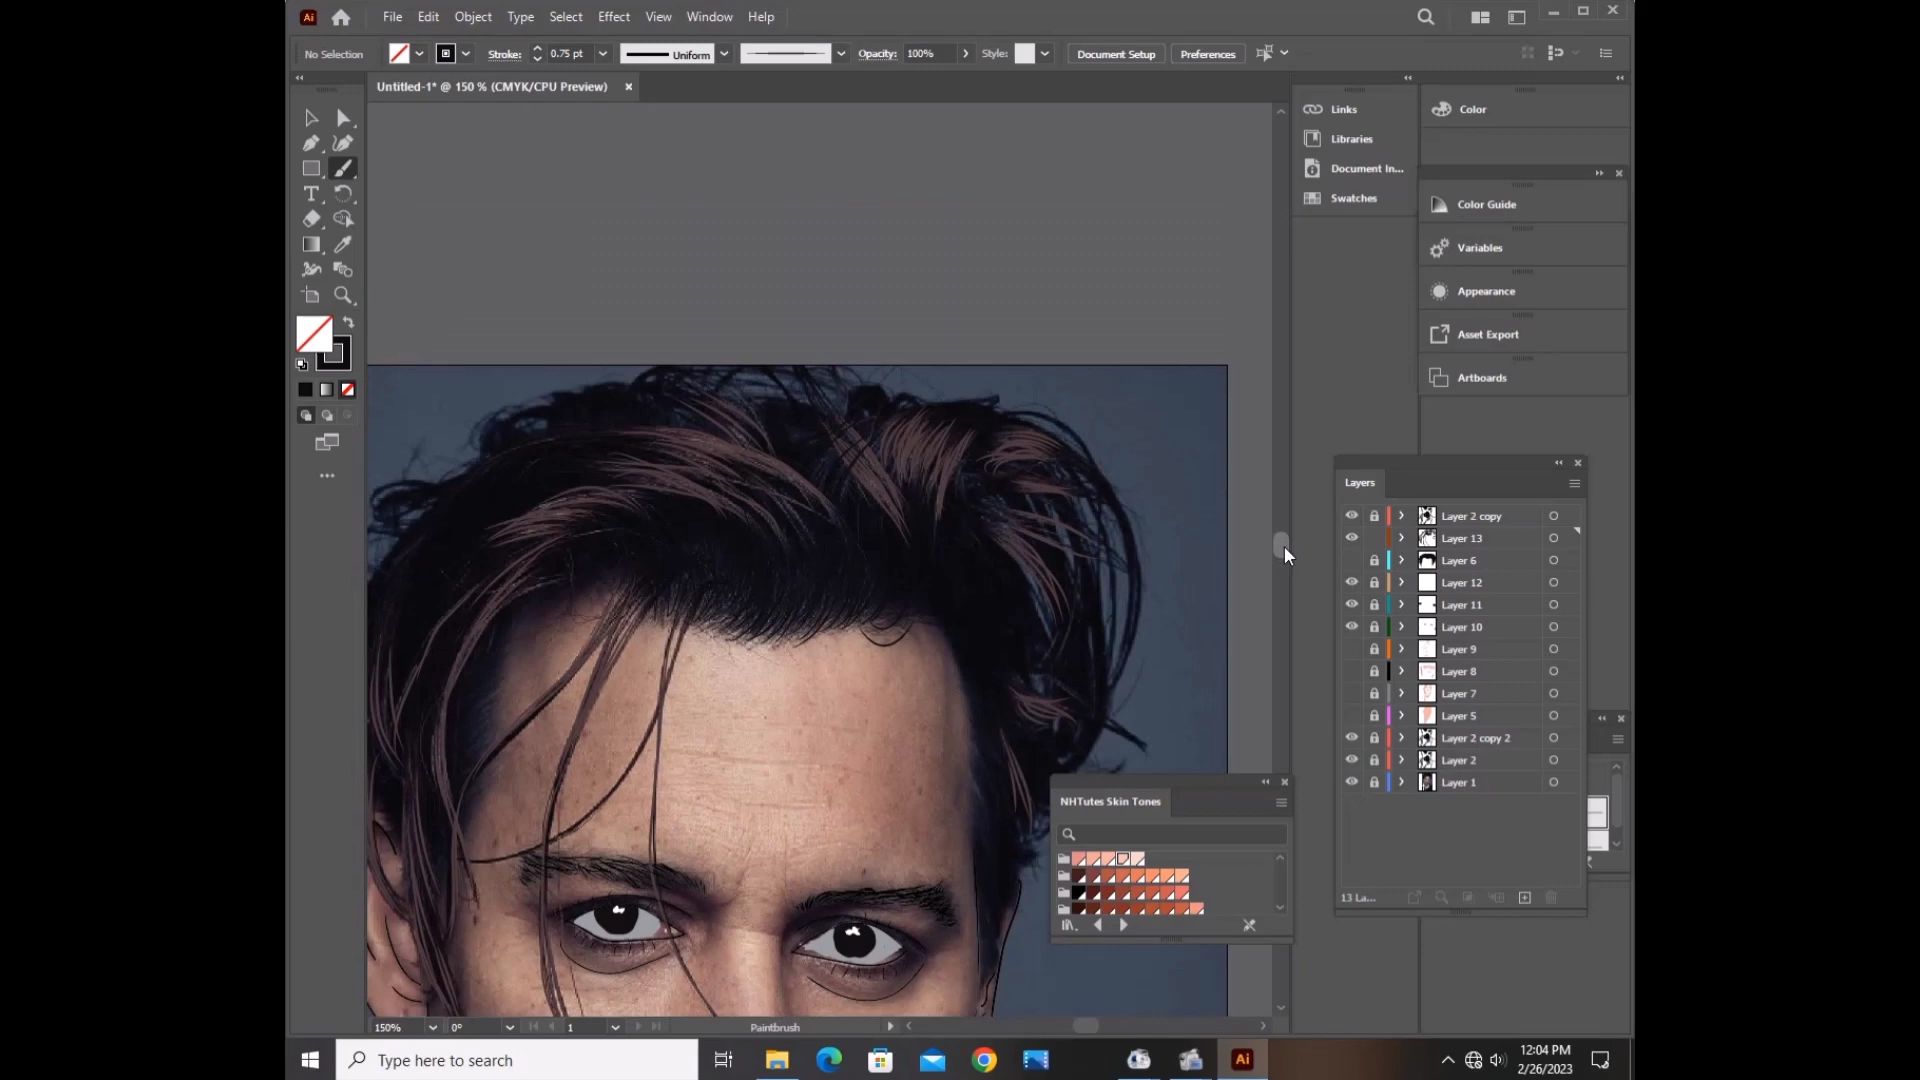 Ai File Edit Object Type Select Effect View Window Help
No Selection Stroke: 0.75 pt Uniform Opacity: 100% Style: Document Setup Preferences
Untitled-1* @ 150 % (CMYK/CPU Preview)
Links
Libraries
Document In...
Swatches
Color
Color Guide
Variables
Appearance
Asset Export
Artboards
Layers
Layer 2 copy
Layer 13
Layer 6
Layer 12
Layer 11
Layer 10
Layer 9
Layer 8
Layer 7
Layer 5
Layer 2 copy 2
Layer 2
Layer 1
13 La...
NHTutes Skin Tones
150% 0° 1 Paintbrush
Type here to search
Ai
12:04 PM
2/26/2023